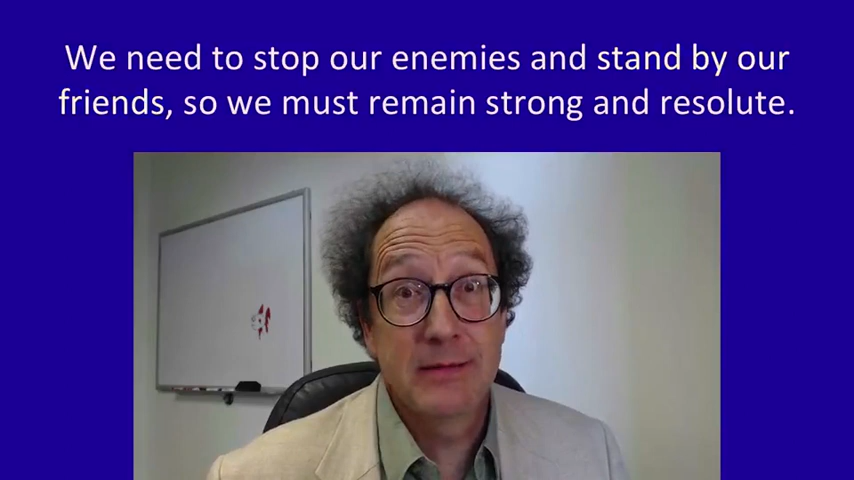 We need to stop our enemies and stand by our
friends, so we must remain strong and resolute.